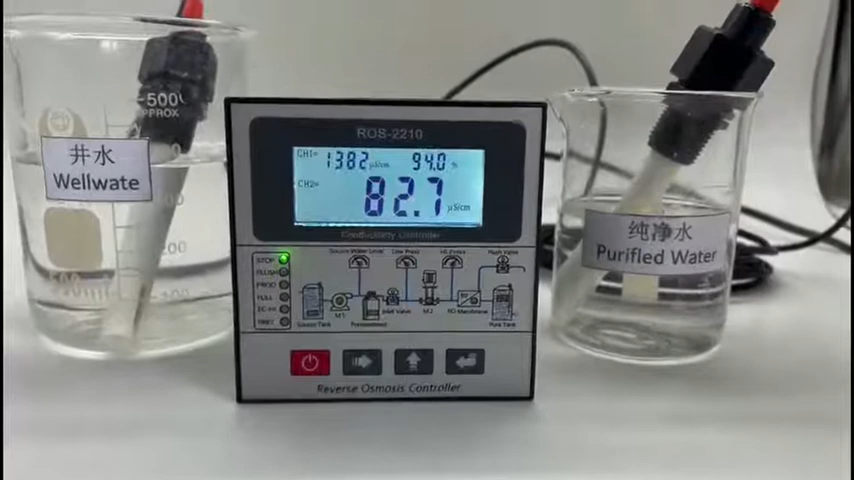 500
APPROX
井水
Wellwate
ROS-2210
CH1= 1382 μS/cm 94.0 %
CH2= 82.7 μS/cm
Conductivity Controller
STOP
FLUSH
PROD
FULL
Source Water Level
Low Press
Hi Press
Flush Valve
Source Tank
M1
Inlet Valve
M2
RO Membrane
Pure Tank
Reverse Osmosis Controller
纯净水
Purified Water